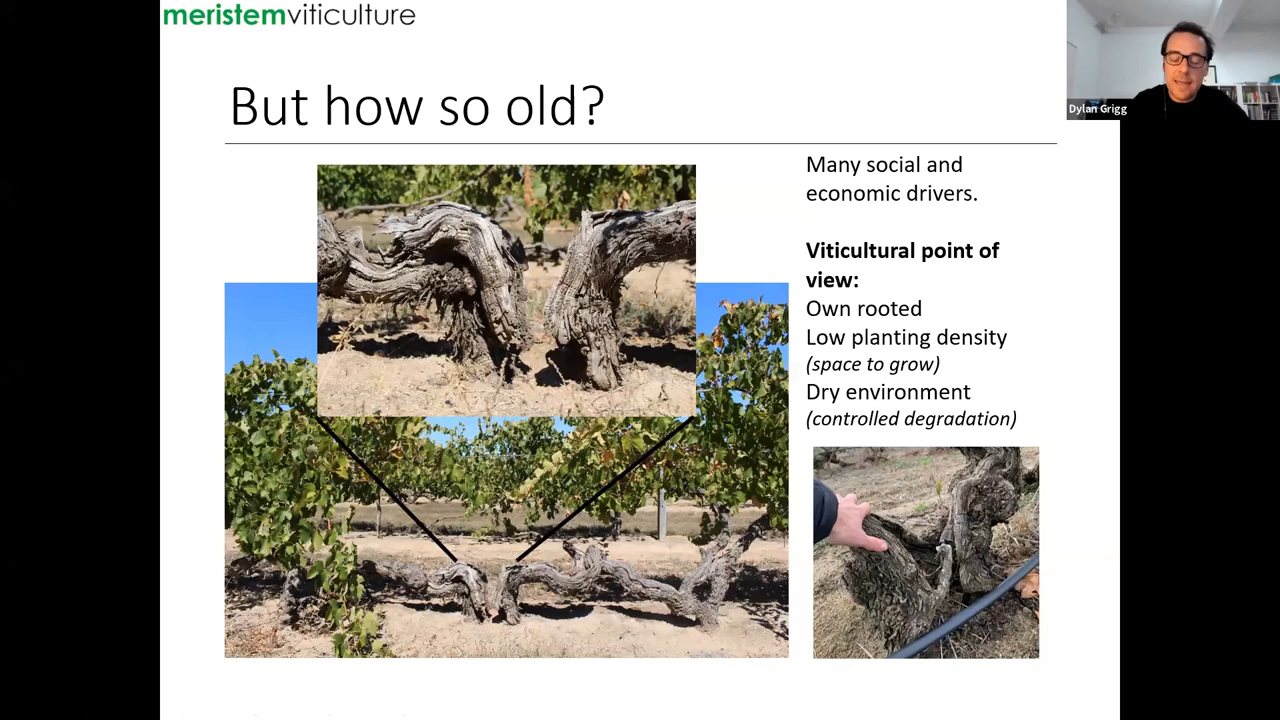 meristemviticulture
Dylan Grigg
But how so old?
Many social and
economic drivers.
Viticultural point of
view:
Own rooted
Low planting density
(space to grow)
Dry environment
(controlled degradation)